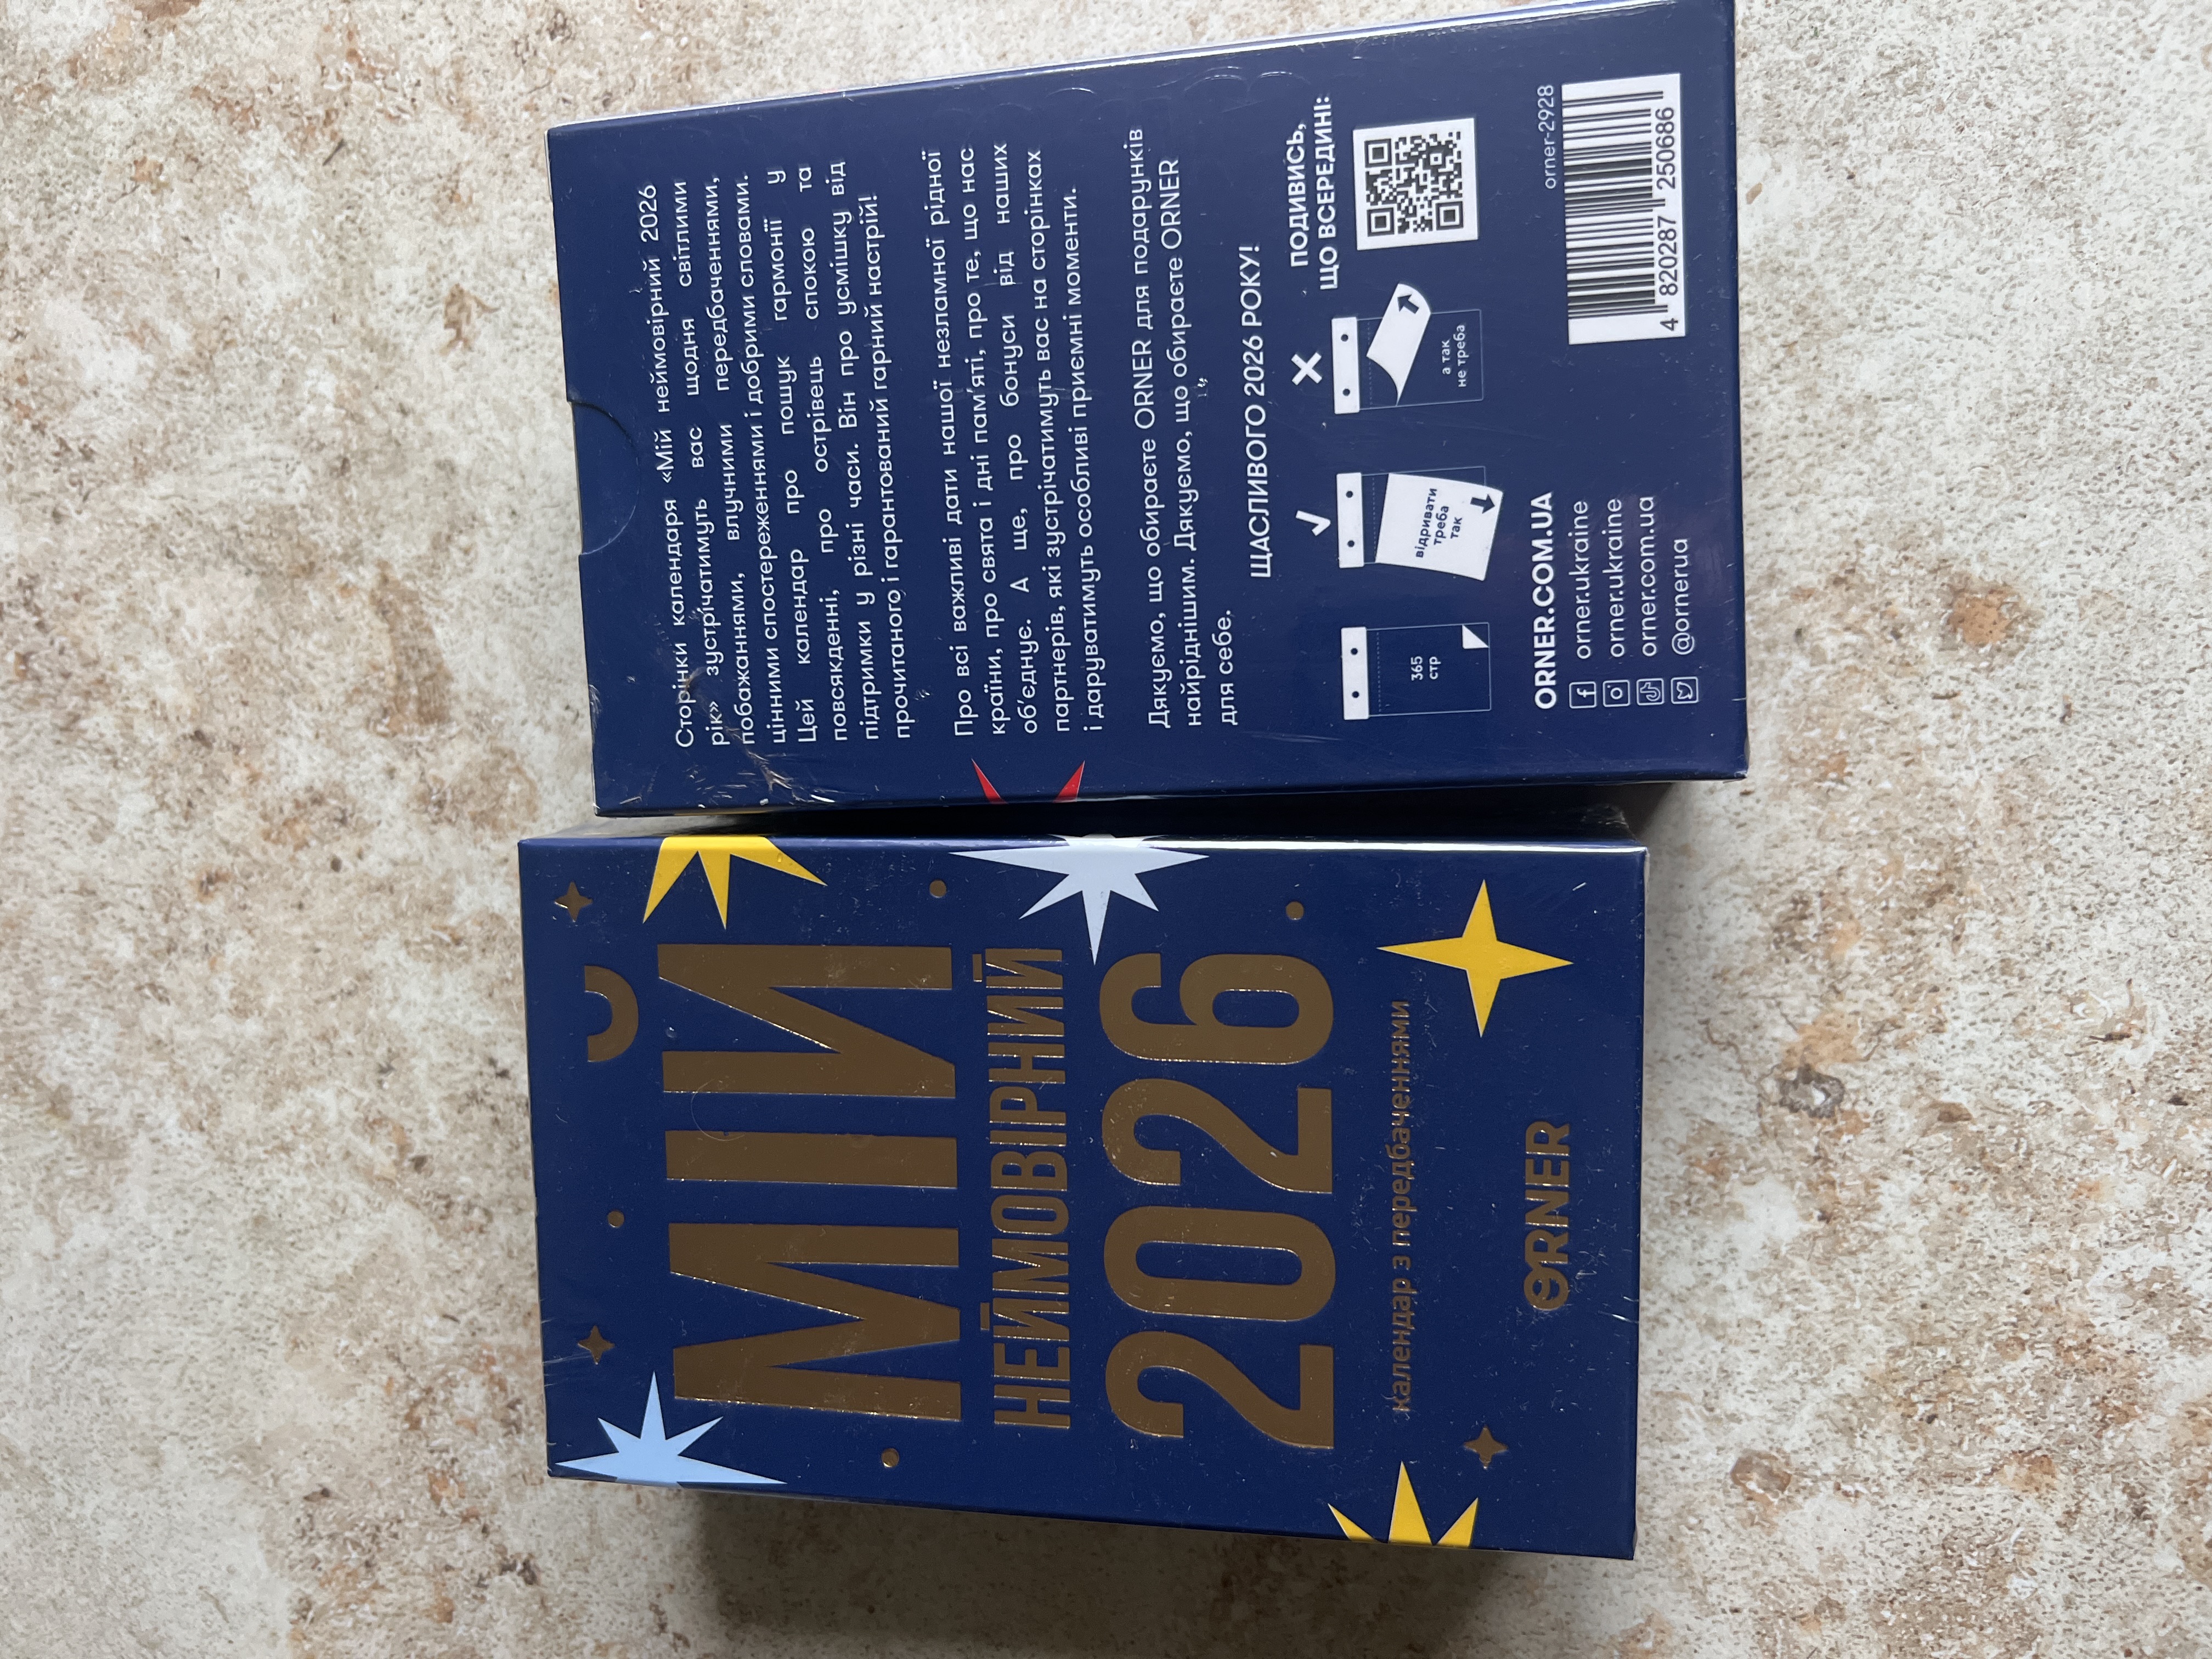 МІЙ
НЕЙМОВІРНИЙ
2026
календар з передбаченнями
ORNER
Сторінки календаря «Мій неймовірний 2026
рік» зустрічатимуть вас щодня світлими
побажаннями, влучними передбаченнями,
цінними спостереженнями і добрими словами.
Цей календар про пошук гармонії у
повсякденні, про острівець спокою та
підтримки у різні часи. Він про усмішку від
прочитаного і гарантований гарний настрій!
Про всі важливі дати нашої незламної рідної
країни, про свята і дні пам'яті, про те, що нас
об'єднує. А ще, про бонуси від наших
партнерів, які зустрічатимуть вас на сторінках
і даруватимуть особливі приємні моменти.
Дякуємо, що обираєте ORNER для подарунків
найріднішим. Дякуємо, що обираєте ORNER
для себе.
ЩАСЛИВОГО 2026 РОКУ!
365
стр
відривати
треба
так
а так
не треба
ПОДИВИСЬ,
ЩО ВСЕРЕДИНІ:
ORNER.COM.UA
orner.ukraine
orner.ukraine
orner.com.ua
@ornerua
orner-2928
4 820287 250686